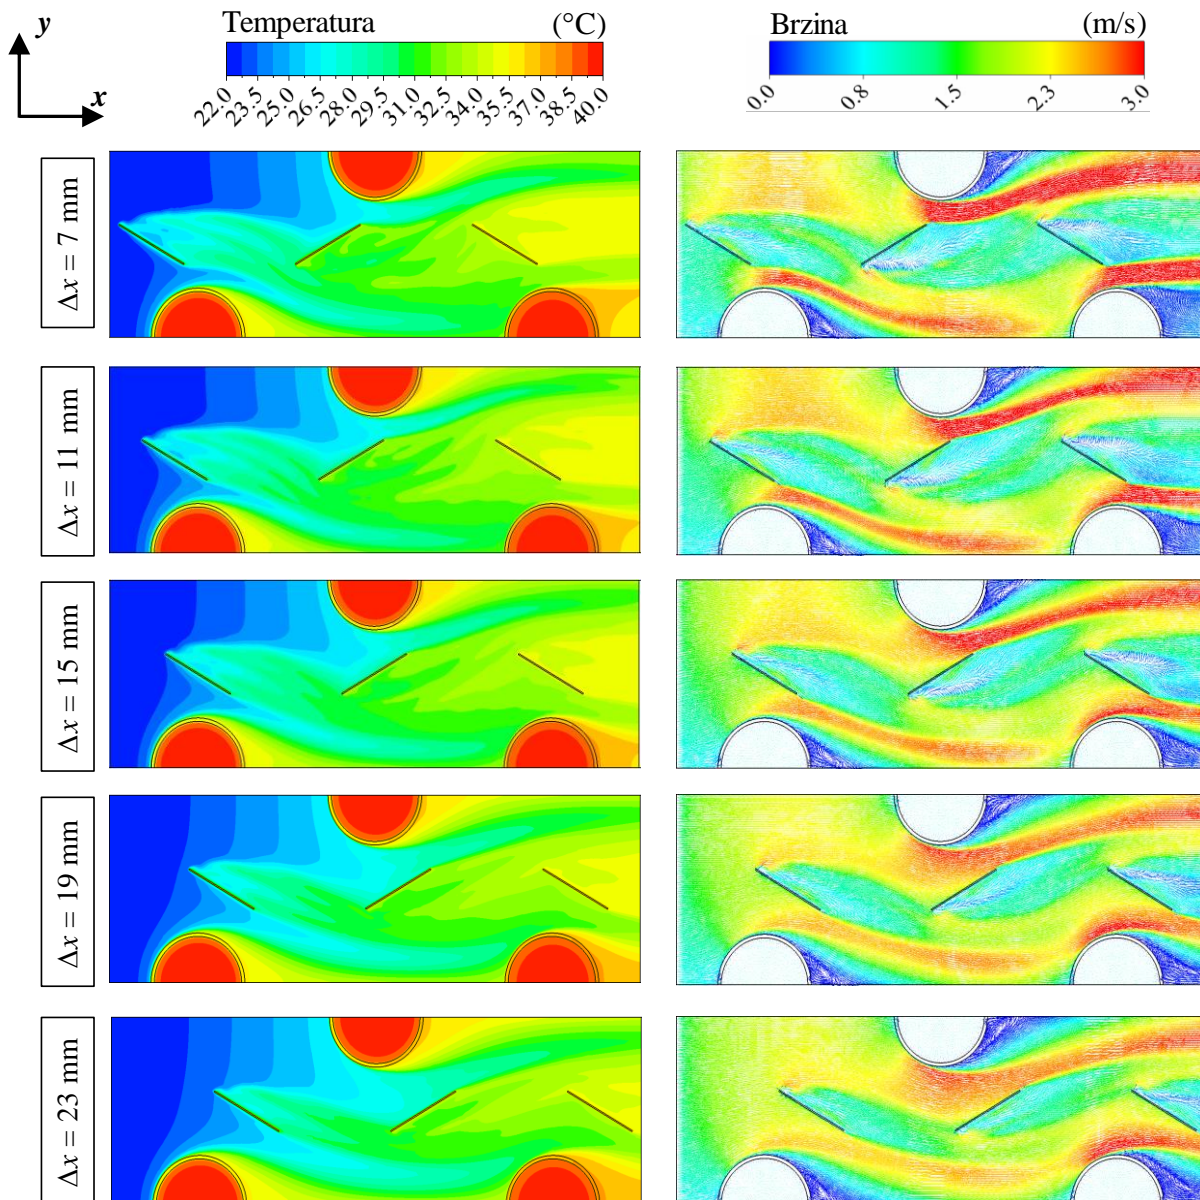 y
x
Temperatura (°C)
22.0 23.5 25.0 26.5 28.0 29.5 31.0 32.5 34.0 35.5 37.0 38.5 40.0
Brzina (m/s)
0.0 0.8 1.5 2.3 3.0
Δx = 7 mm
Δx = 11 mm
Δx = 15 mm
Δx = 19 mm
Δx = 23 mm